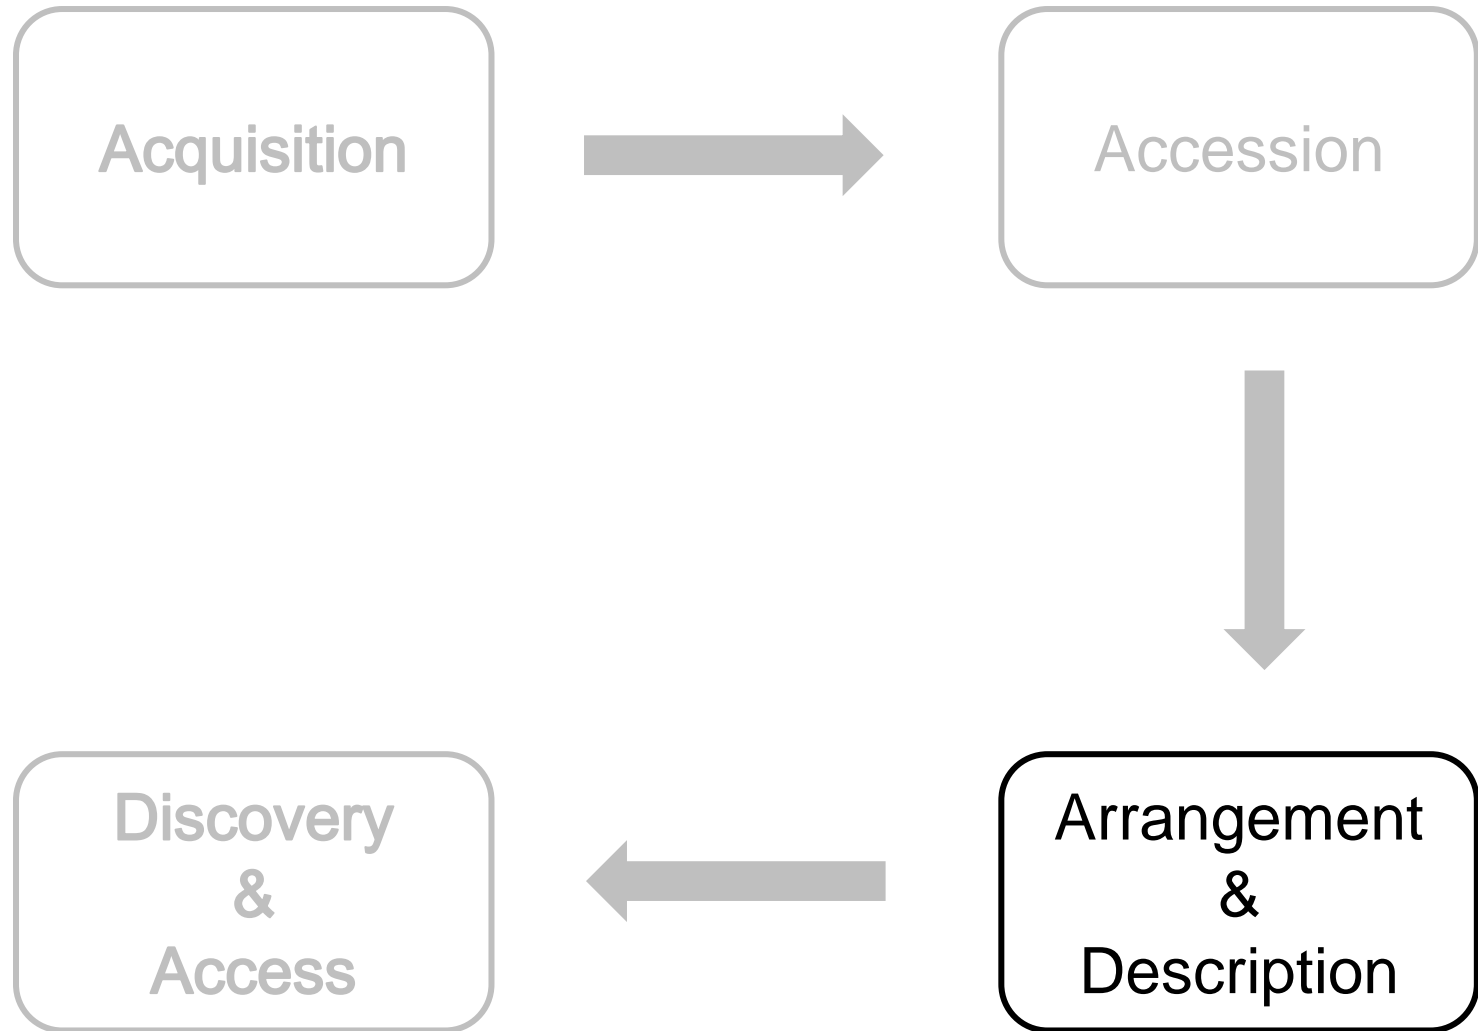 Acquisition
Accession
Discovery
&
Access
Arrangement
&
Description